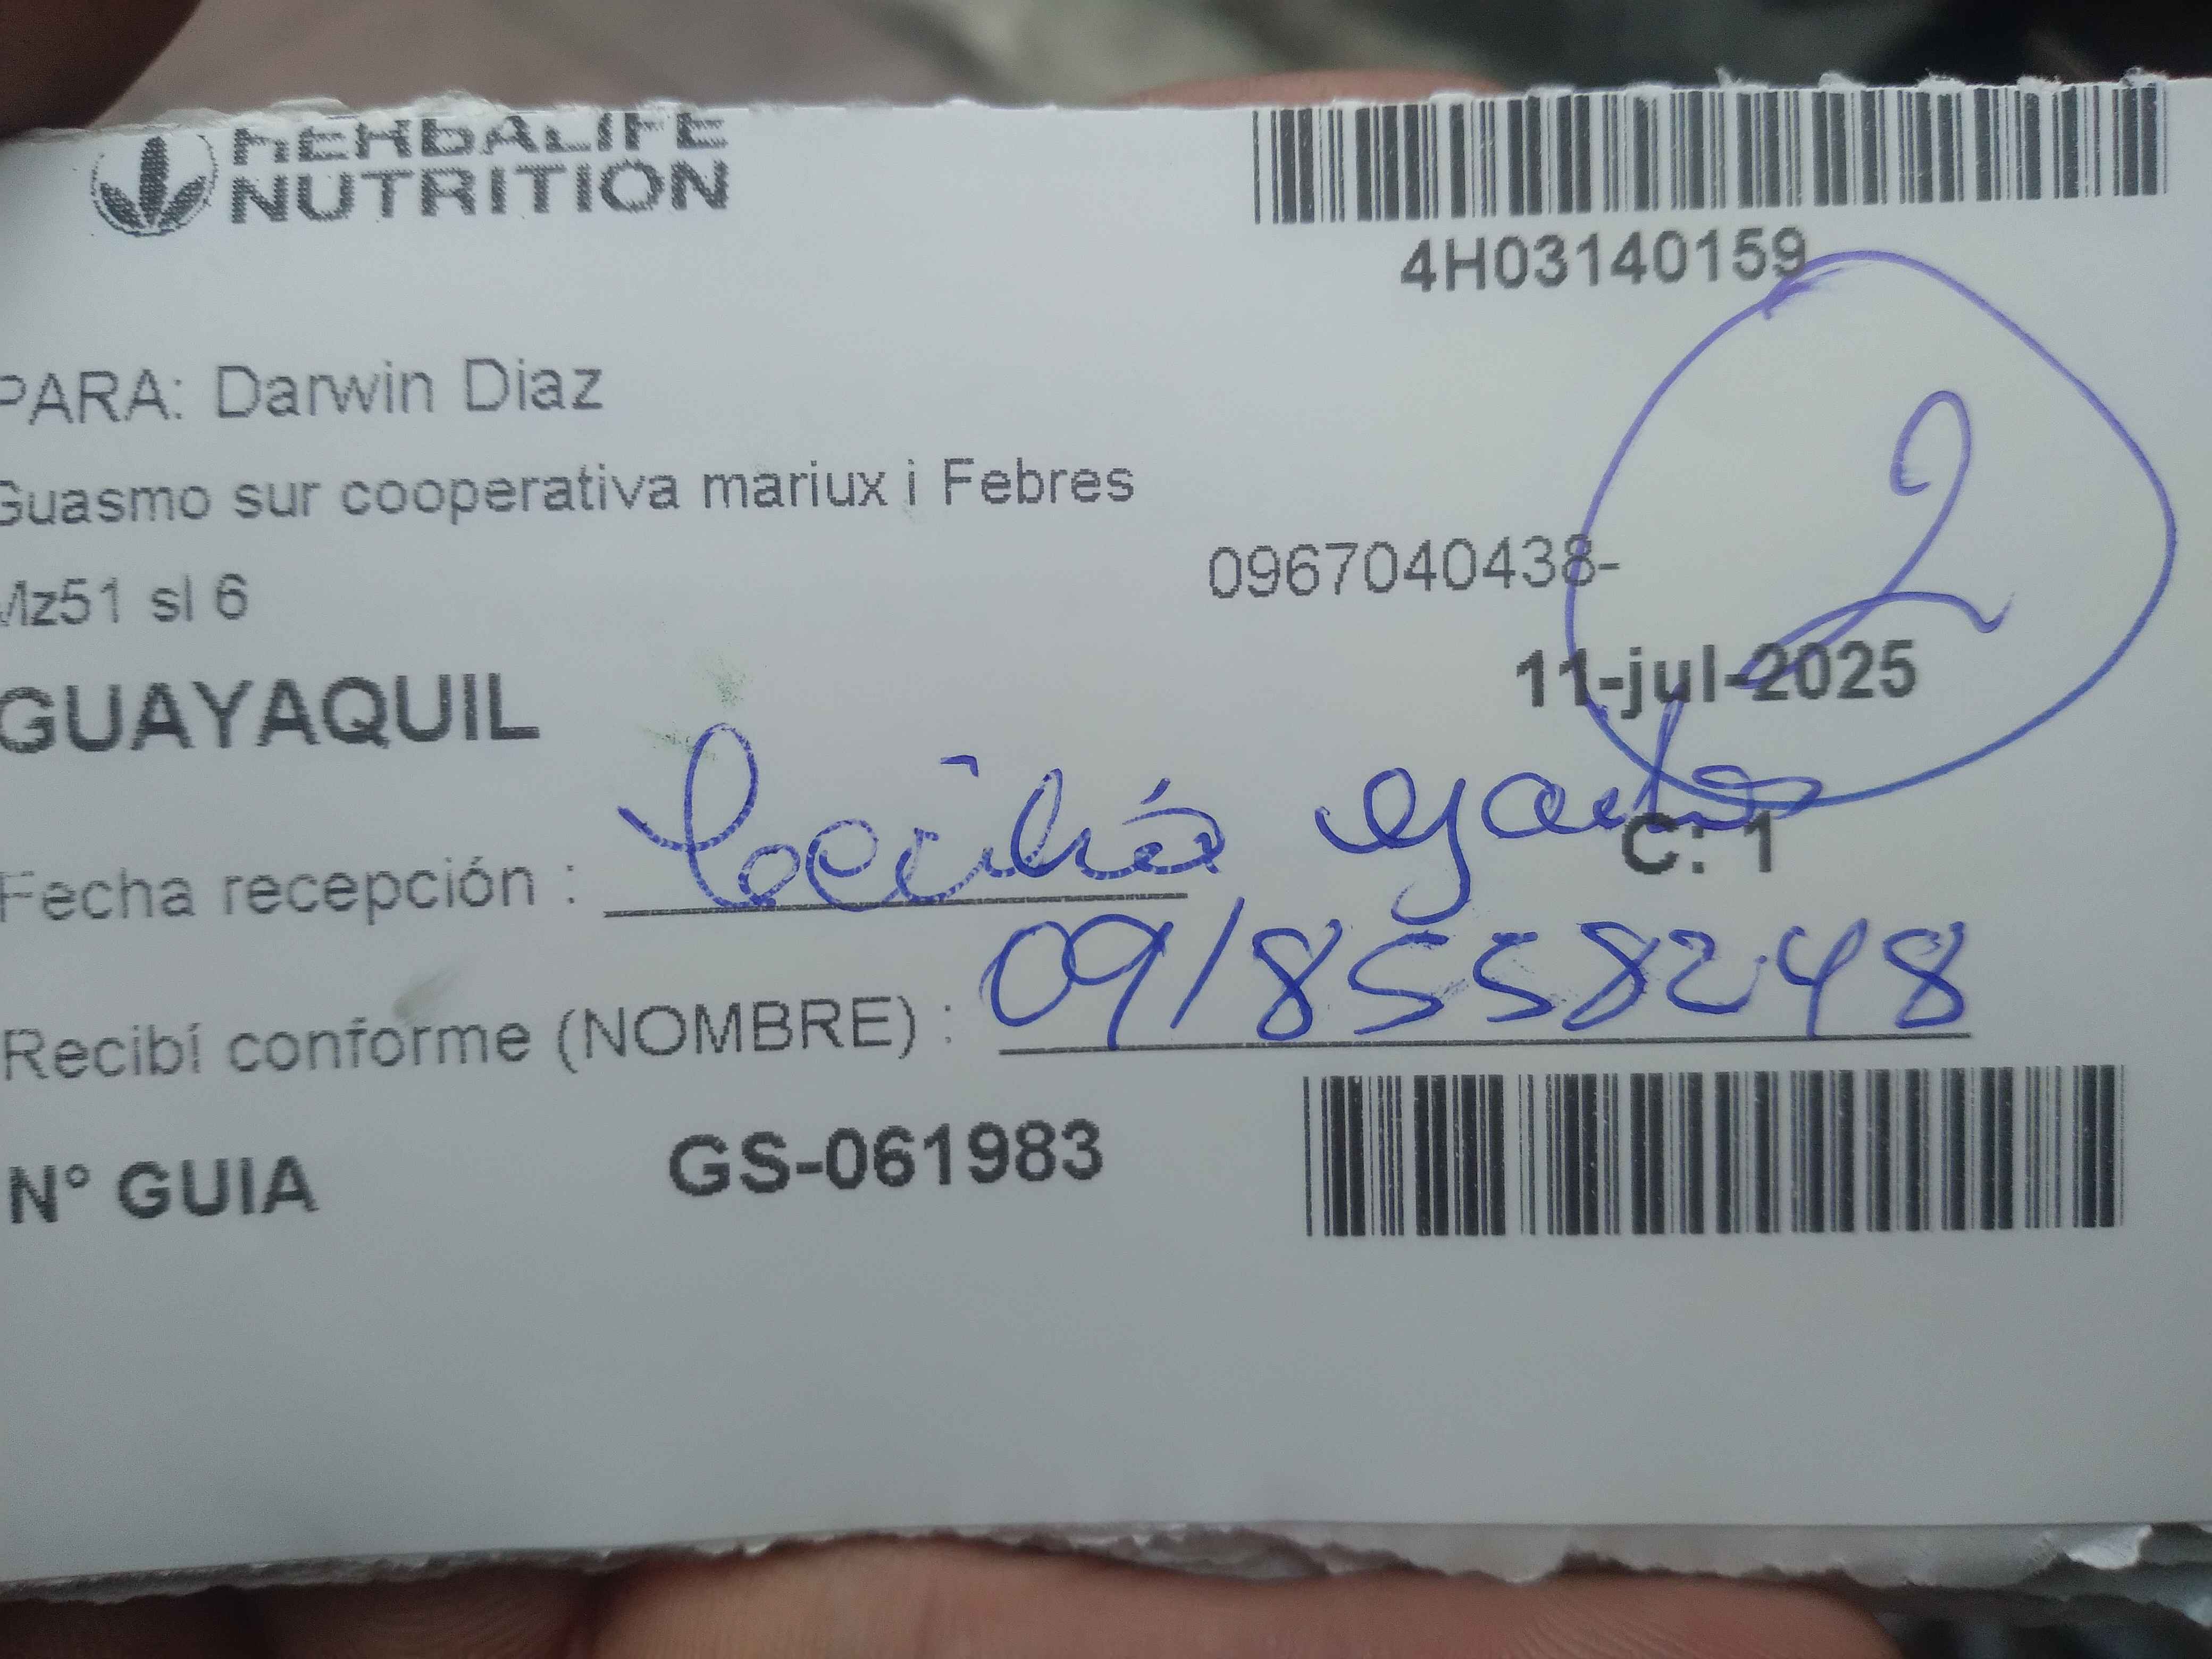 HERBALIFE
NUTRITION
4H03140159
PARA: Darwin Diaz
Guasmo sur cooperativa mariux i Febres
0967040438-
Mz51 sl 6
2
GUAYAQUIL
11-jul-2025
Fecha recepción : Cecilia
C: 1
Recibí conforme (NOMBRE) : 0918558248
N° GUIA GS-061983